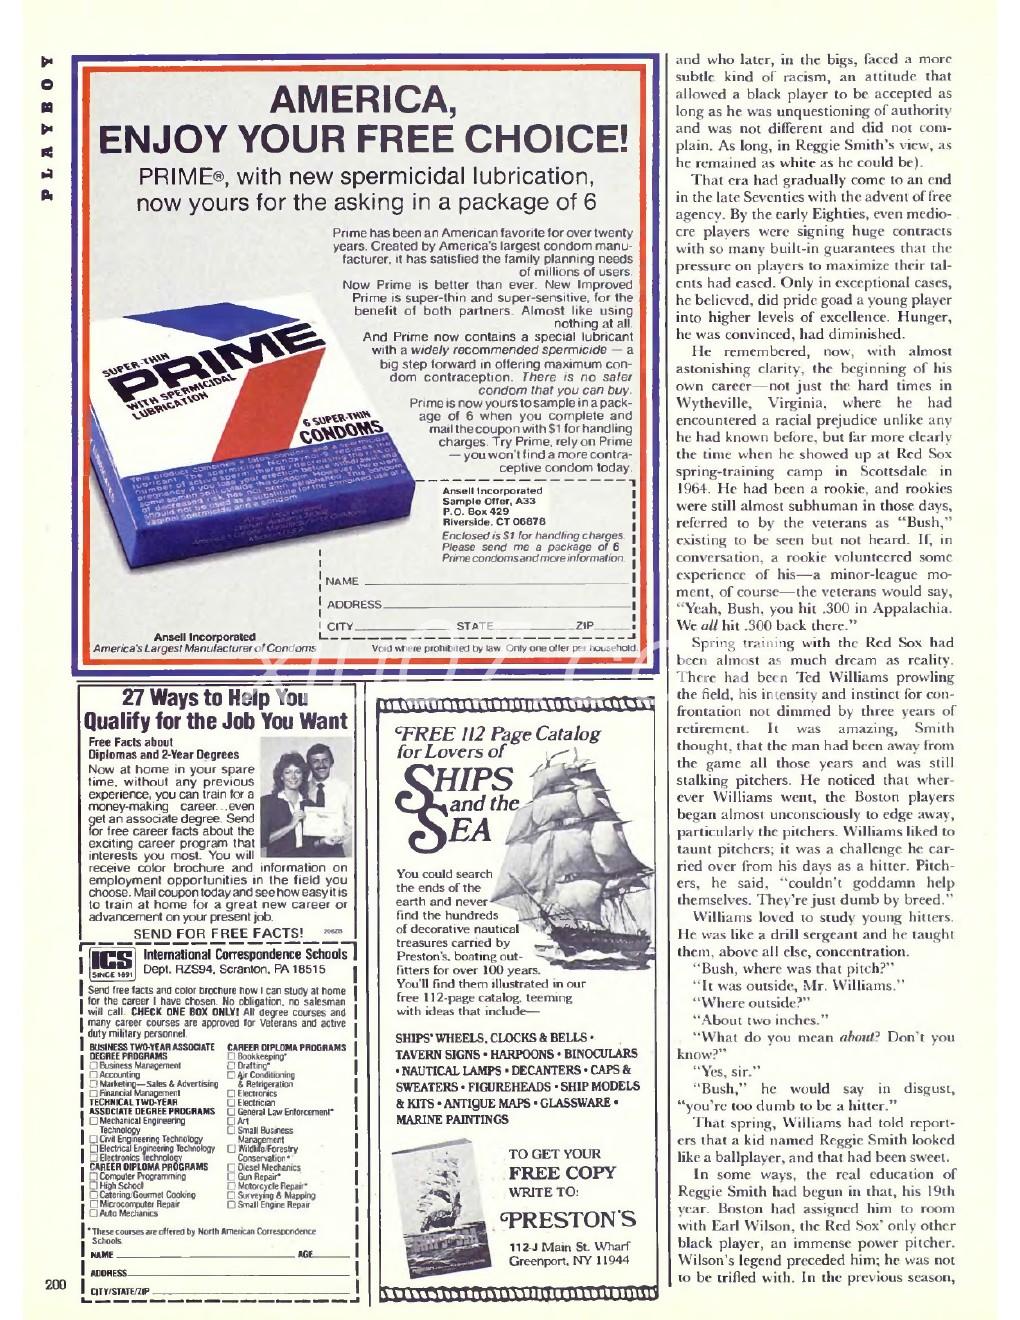 PLAYBOY
AMERICA,
ENJOY YOUR FREE CHOICE!
PRIME®, with new spermicidal lubrication,
now yours for the asking in a package of 6
Prime has been an American favorite for over twenty
years. Created by America's largest condom manu-
facturer, it has satisfied the family planning needs
of millions of users.
Now Prime is better than ever. New Improved
Prime is super-thin and super-sensitive, for the
benefit of both partners. Almost like using
nothing at all.
And Prime now contains a special lubricant
with a widely recommended spermicide — a
big step forward in offering maximum con-
dom contraception. There is no safer
condom that you can buy.
Prime is now yours to sample in a pack-
age of 6 when you complete and
mail the coupon with $1 for handling
charges. Try Prime, rely on Prime
— you won't find a more contra-
ceptive condom today.
SUPER-THIN
PRIME
WITH SPERMICIDAL
LUBRICATION
6 SUPER-THIN
CONDOMS
Ansell Incorporated
Sample Offer, A33
P.O. Box 429
Riverside, CT 06878
Enclosed is $1 for handling charges.
Please send me a package of 6
Prime condoms and more information.
NAME
ADDRESS
CITY STATE ZIP
Ansell Incorporated
America's Largest Manufacturer of Condoms
Void where prohibited by law. Only one offer per household.
27 Ways to Help You
Qualify for the Job You Want
Free Facts about
Diplomas and 2-Year Degrees
Now at home in your spare
time, without any previous
experience, you can train for a
money-making career...even
get an associate degree. Send
for free career facts about the
exciting career program that
interests you most. You will
receive color brochure and information on
employment opportunities in the field you
choose. Mail coupon today and see how easy it is
to train at home for a great new career or
advancement on your present job.
SEND FOR FREE FACTS!
ICS
SINCE 1891
International Correspondence Schools
Dept. RZS94, Scranton, PA 18515
Send free facts and color brochure how I can study at home
for the career I have chosen. No obligation, no salesman
will call. CHECK ONE BOX ONLY! All degree courses and
many career courses are approved for Veterans and active
duty military personnel.
BUSINESS TWO-YEAR ASSOCIATE
DEGREE PROGRAMS
Business Management
Accounting
Marketing—Sales & Advertising
Financial Management
TECHNICAL TWO-YEAR
ASSOCIATE DEGREE PROGRAMS
Mechanical Engineering
Technology
Civil Engineering Technology
Electrical Engineering Technology
Electronics Technology
CAREER DIPLOMA PROGRAMS
Computer Programming
High School
Catering/Gourmet Cooking
Microcomputer Repair
Auto Mechanics
CAREER DIPLOMA PROGRAMS
Bookkeeping*
Drafting*
Air Conditioning
& Refrigeration
Electronics
Electrician
General Law Enforcement*
Art
Small Business
Management
Wildlife/Forestry
Conservation*
Diesel Mechanics
Gun Repair*
Motorcycle Repair*
Surveying & Mapping
Small Engine Repair
*These courses are offered by North American Correspondence
Schools.
NAME AGE
ADDRESS
CITY/STATE/ZIP
FREE 112 Page Catalog
for Lovers of
SHIPS
and the
SEA
You could search
the ends of the
earth and never
find the hundreds
of decorative nautical
treasures carried by
Preston's, boating out-
fitters for over 100 years.
You'll find them illustrated in our
free 112-page catalog, teeming
with ideas that include—
SHIPS' WHEELS, CLOCKS & BELLS •
TAVERN SIGNS • HARPOONS • BINOCULARS
• NAUTICAL LAMPS • DECANTERS • CAPS &
SWEATERS • FIGUREHEADS • SHIP MODELS
& KITS • ANTIQUE MAPS • GLASSWARE •
MARINE PAINTINGS
TO GET YOUR
FREE COPY
WRITE TO:
PRESTON'S
112-J Main St. Wharf
Greenport, NY 11944
and who later, in the bigs, faced a more
subtle kind of racism, an attitude that
allowed a black player to be accepted as
long as he was unquestioning of authority
and was not different and did not com-
plain. As long, in Reggie Smith's view, as
he remained as white as he could be).
That era had gradually come to an end
in the late Seventies with the advent of free
agency. By the early Eighties, even medio-
cre players were signing huge contracts
with so many built-in guarantees that the
pressure on players to maximize their tal-
ents had eased. Only in exceptional cases,
he believed, did pride goad a young player
into higher levels of excellence. Hunger,
he was convinced, had diminished.
He remembered, now, with almost
astonishing clarity, the beginning of his
own career—not just the hard times in
Wytheville, Virginia, where he had
encountered a racial prejudice unlike any
he had known before, but far more clearly
the time when he showed up at Red Sox
spring-training camp in Scottsdale in
1964. He had been a rookie, and rookies
were still almost subhuman in those days,
referred to by the veterans as "Bush,"
existing to be seen but not heard. If, in
conversation, a rookie volunteered some
experience of his—a minor-league mo-
ment, of course—the veterans would say,
"Yeah, Bush, you hit .300 in Appalachia.
We all hit .300 back there."
Spring training with the Red Sox had
been almost as much dream as reality.
There had been Ted Williams prowling
the field, his intensity and instinct for con-
frontation not dimmed by three years of
retirement. It was amazing, Smith
thought, that the man had been away from
the game all those years and was still
stalking pitchers. He noticed that wher-
ever Williams went, the Boston players
began almost unconsciously to edge away,
particularly the pitchers. Williams liked to
taunt pitchers; it was a challenge he car-
ried over from his days as a hitter. Pitch-
ers, he said, "couldn't goddamn help
themselves. They're just dumb by breed."
Williams loved to study young hitters.
He was like a drill sergeant and he taught
them, above all else, concentration.
"Bush, where was that pitch?"
"It was outside, Mr. Williams."
"Where outside?"
"About two inches."
"What do you mean about? Don't you
know?"
"Yes, sir."
"Bush," he would say in disgust,
"you're too dumb to be a hitter."
That spring, Williams had told report-
ers that a kid named Reggie Smith looked
like a ballplayer, and that had been sweet.
In some ways, the real education of
Reggie Smith had begun in that, his 19th
year. Boston had assigned him to room
with Earl Wilson, the Red Sox' only other
black player, an immense power pitcher.
Wilson's legend preceded him; he was not
to be trifled with. In the previous season,
200